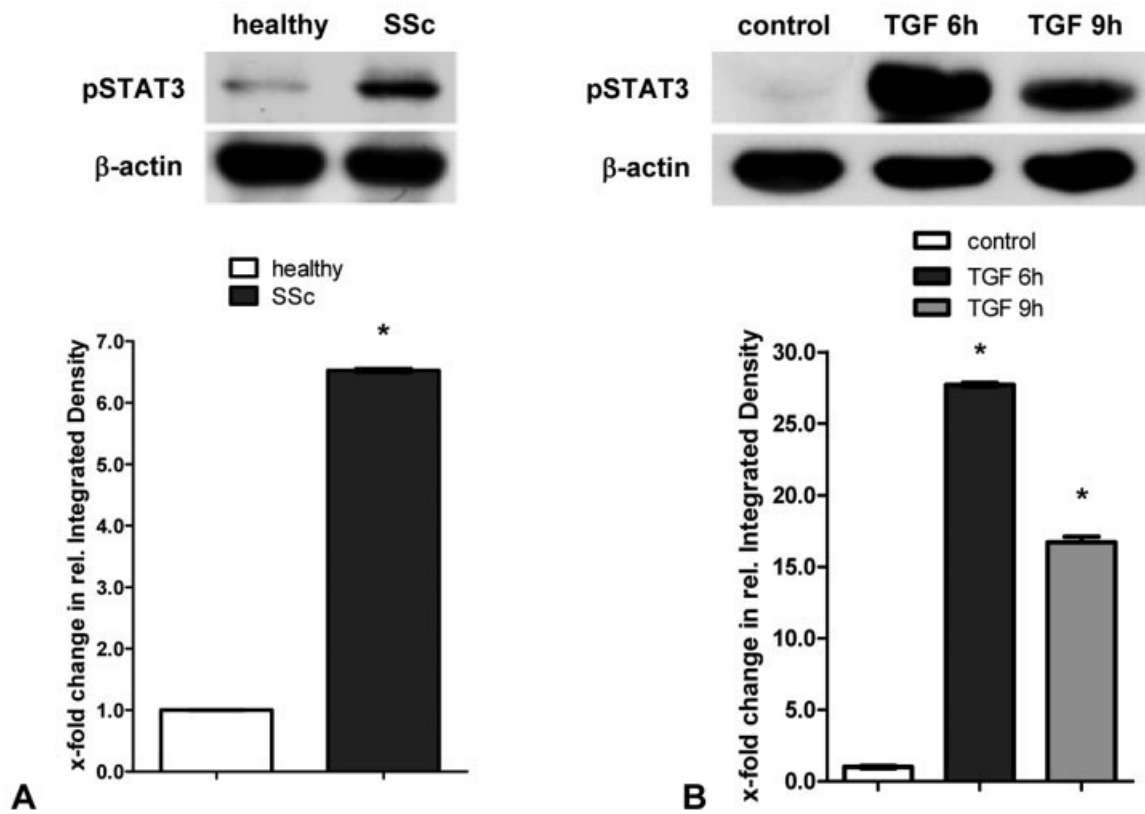 healthy SSc
pSTAT3
β-actin
healthy
SSc
*
7.0
6.0
5.0
4.0
3.0
2.0
1.0
0.0
x-fold change in rel. Integrated Density
A
control TGF 6h TGF 9h
pSTAT3
β-actin
control
TGF 6h
TGF 9h
*
*
30.0
25.0
20.0
15.0
10.0
5.0
0.0
x-fold change in rel. Integrated Density
B